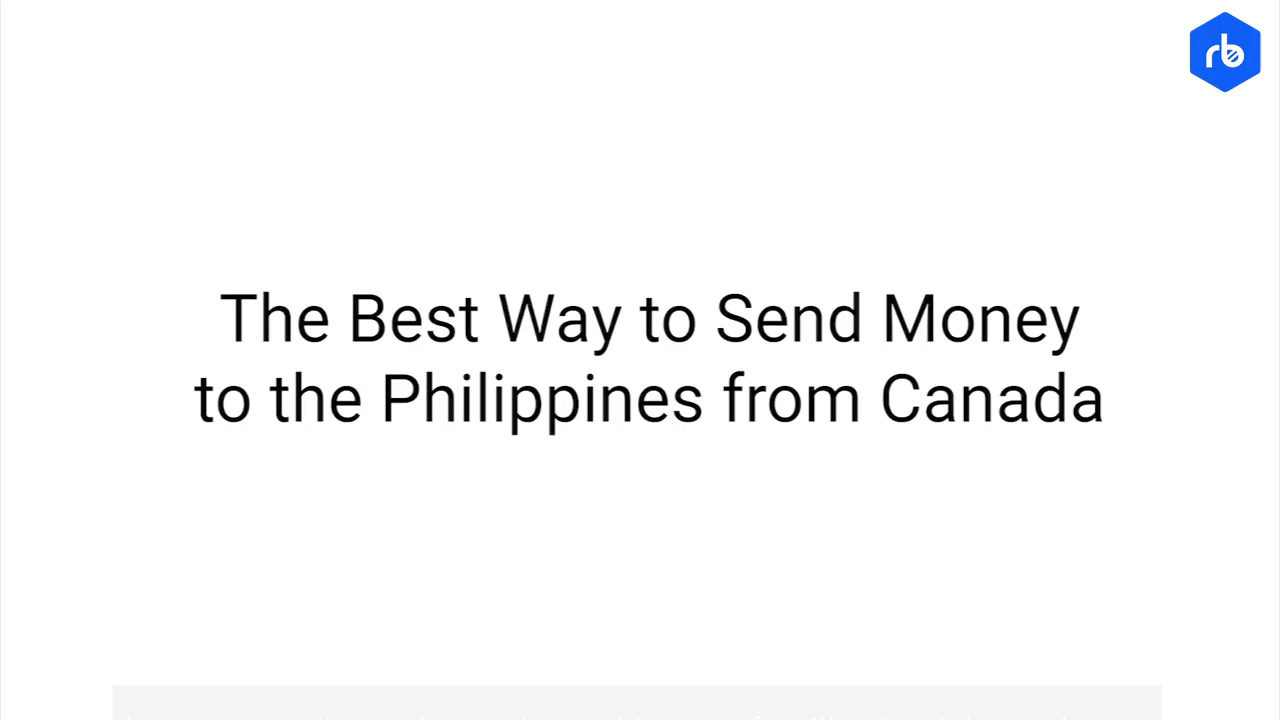 rb
The Best Way to Send Money
to the Philippines from Canada